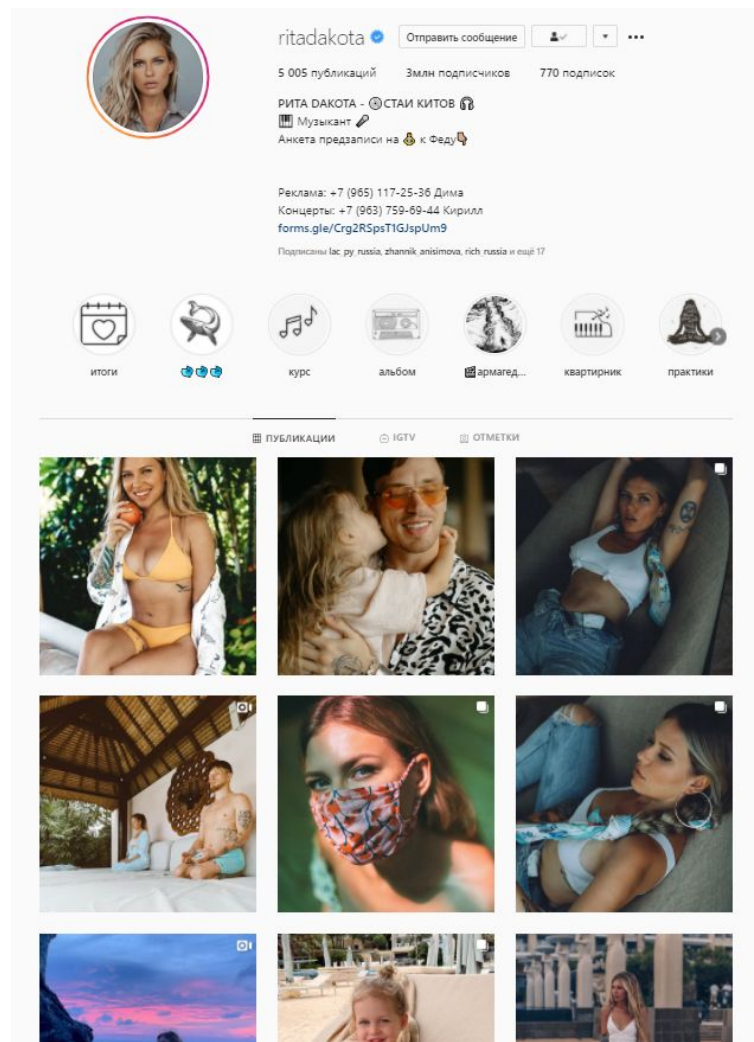 ritadakota Отправить сообщение
5 005 публикаций 3млн подписчиков 770 подписок
РИТА DAKOTA - СТАИ КИТОВ
Музыкант
Анкета предзаписи на к Феду
Реклама: +7 (965) 117-25-36 Дима
Концерты: +7 (963) 759-69-44 Кирилл
forms.gle/Crg2RSpsT1GJspUm9
Подписаны lac_py_russia, zhannik_anisimova, rich_russia и ещё 17
итоги курс альбом армагед... квартирник практики
ПУБЛИКАЦИИ IGTV ОТМЕТКИ